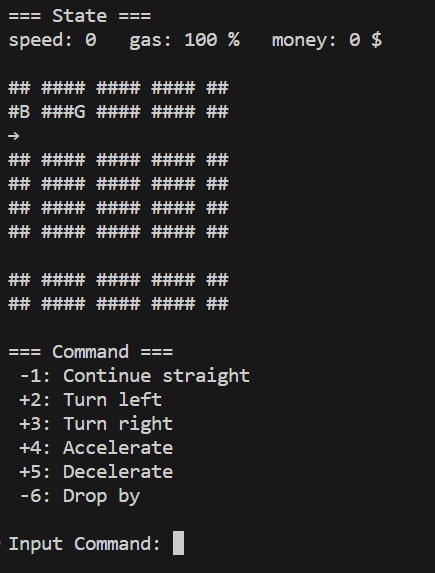 === State ===
speed: 0   gas: 100 %   money: 0 $

## #### #### #### ##
#B ###G #### #### ##
→
## #### #### #### ##
## #### #### #### ##
## #### #### #### ##
## #### #### #### ##

## #### #### #### ##
## #### #### #### ##

=== Command ===
 -1: Continue straight
 +2: Turn left
 +3: Turn right
 +4: Accelerate
 +5: Decelerate
 -6: Drop by

Input Command: